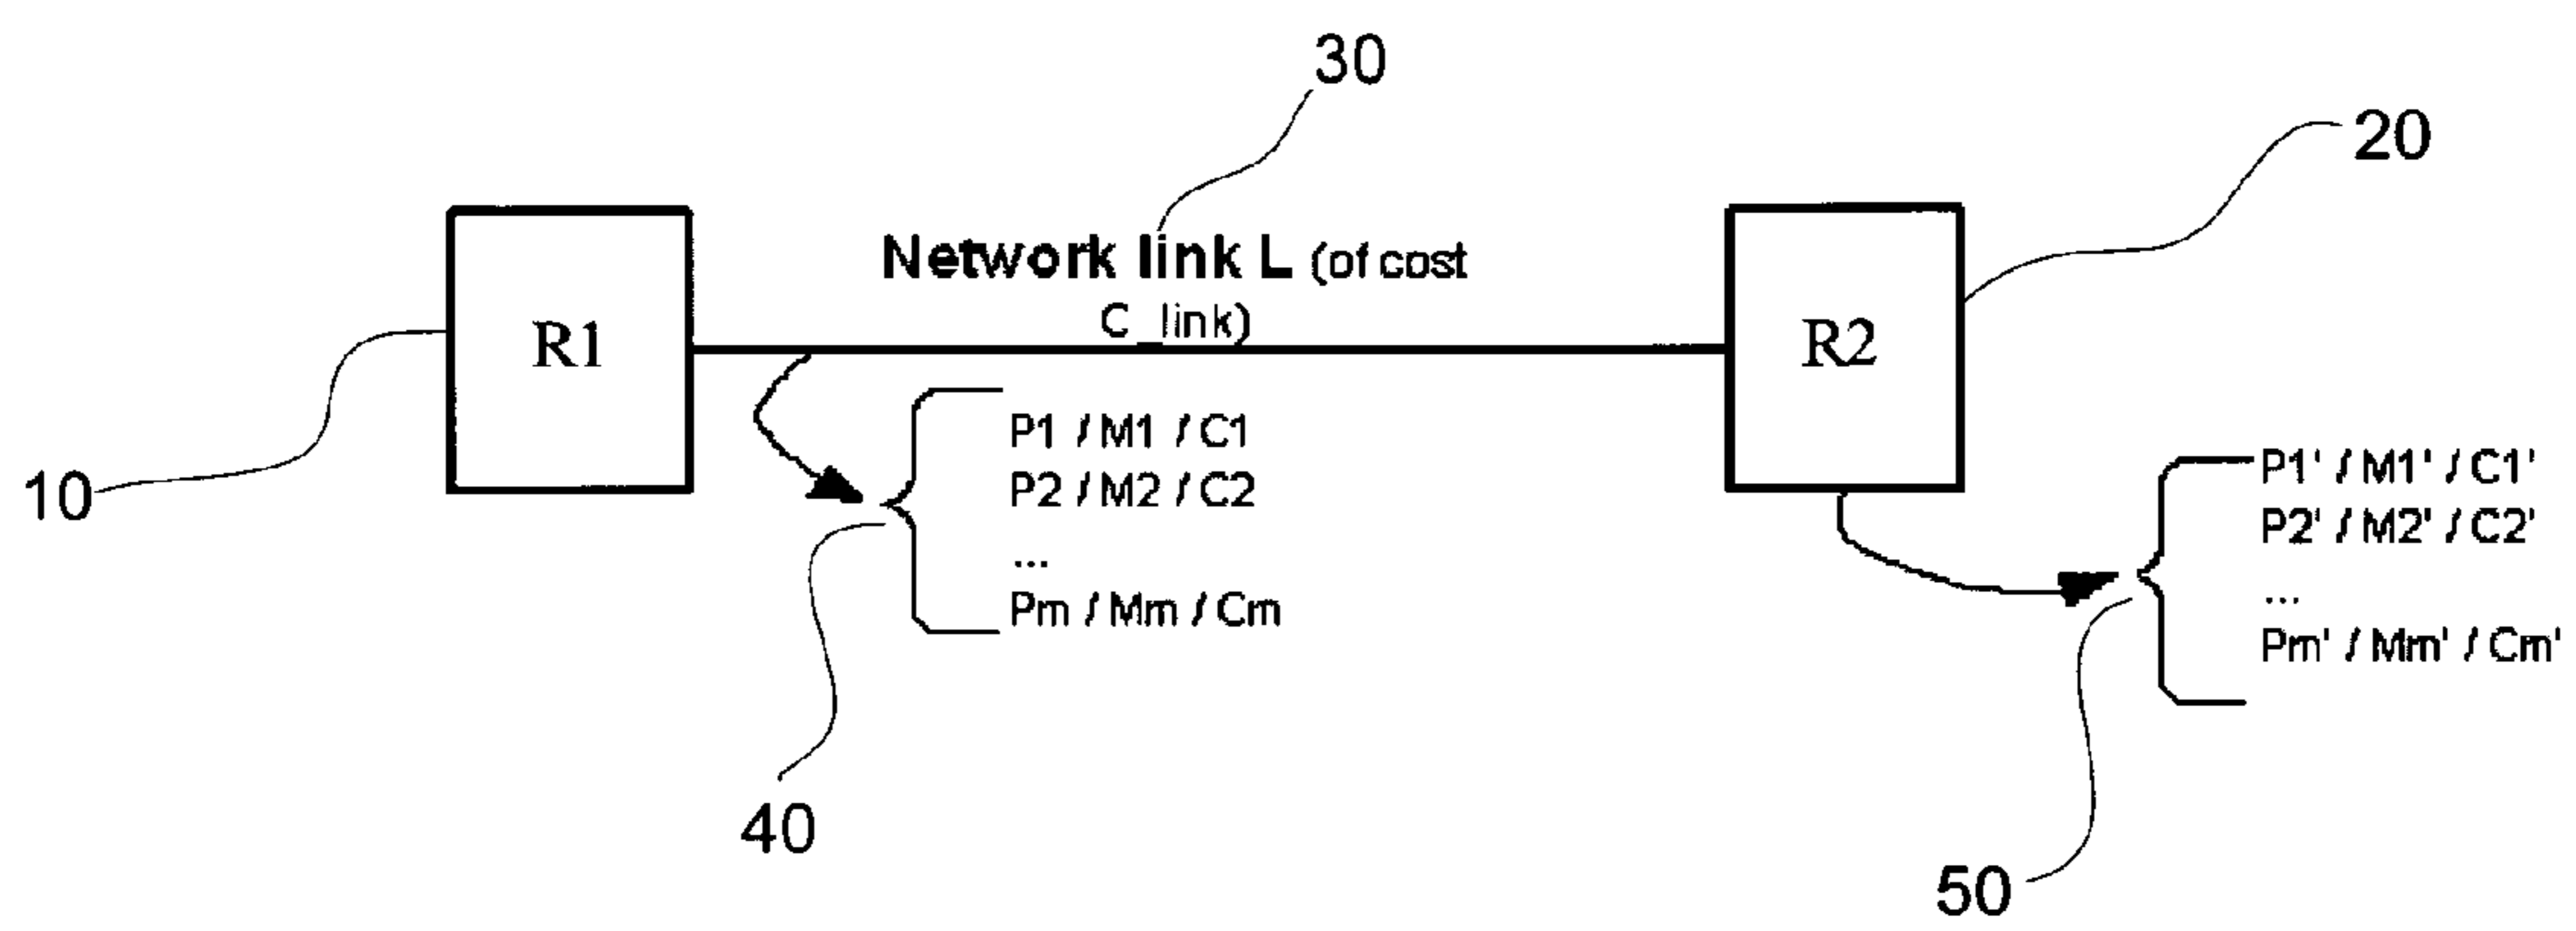 30
20
Network link L (of cost
C_link)
R1
R2
10
P1 / M1 / C1
P2 / M2 / C2
...
Pm / Mm / Cm
P1' / M1' / C1'
P2' / M2' / C2'
...
Pm' / Mm' / Cm'
40
50